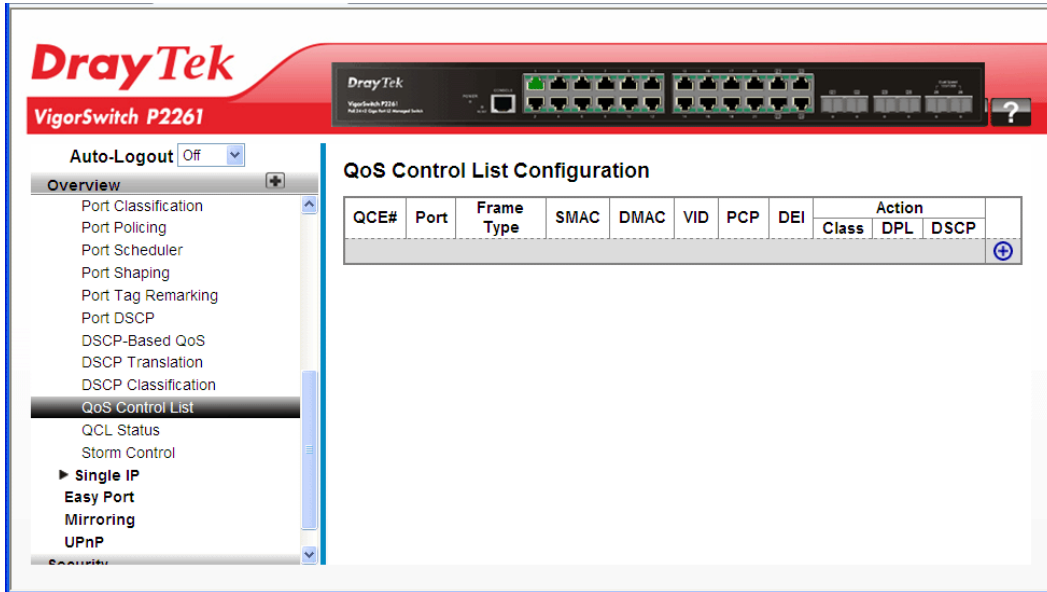 DrayTek
VigorSwitch P2261
DrayTek
VigorSwitch P2261
?
Auto-Logout Off
Overview
Port Classification
Port Policing
Port Scheduler
Port Shaping
Port Tag Remarking
Port DSCP
DSCP-Based QoS
DSCP Translation
DSCP Classification
QoS Control List
QCL Status
Storm Control
Single IP
Easy Port
Mirroring
UPnP
Security
QoS Control List Configuration
QCE# Port Frame Type SMAC DMAC VID PCP DEI Action
Class DPL DSCP